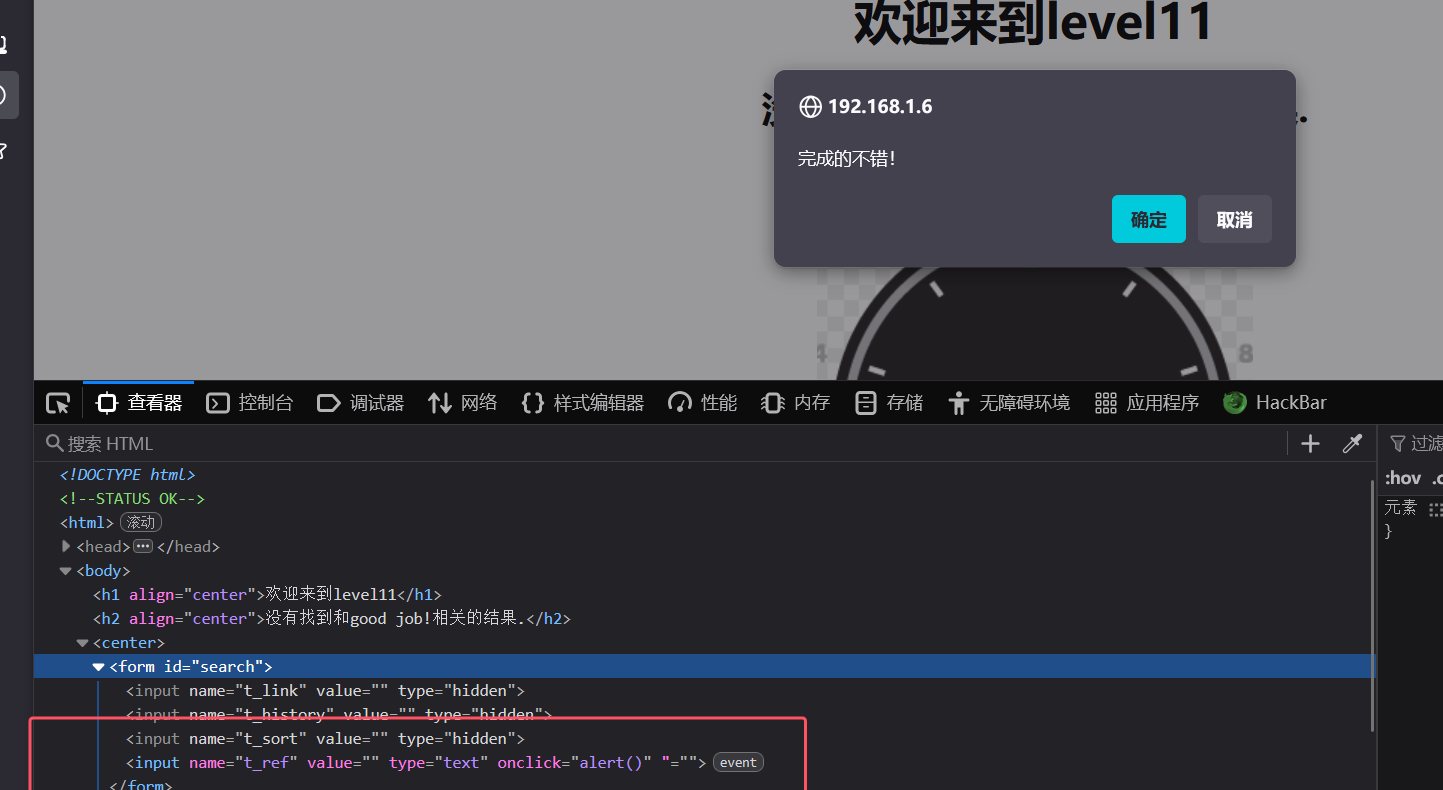 欢迎来到level11
192.168.1.6
完成的不错!
确定 取消
4 8
查看器 控制台 调试器 网络 样式编辑器 性能 内存 存储 无障碍环境 应用程序 HackBar
搜索 HTML
过滤
:hov
元素
}
<!DOCTYPE html>
<!--STATUS OK-->
<html> 滚动
<head> ••• </head>
<body>
<h1 align="center">欢迎来到level11</h1>
<h2 align="center">没有找到和good job!相关的结果.</h2>
<center>
<form id="search">
<input name="t_link" value="" type="hidden">
<input name="t_history" value="" type="hidden">
<input name="t_sort" value="" type="hidden">
<input name="t_ref" value="" type="text" onclick="alert()" "=""> event
</form>